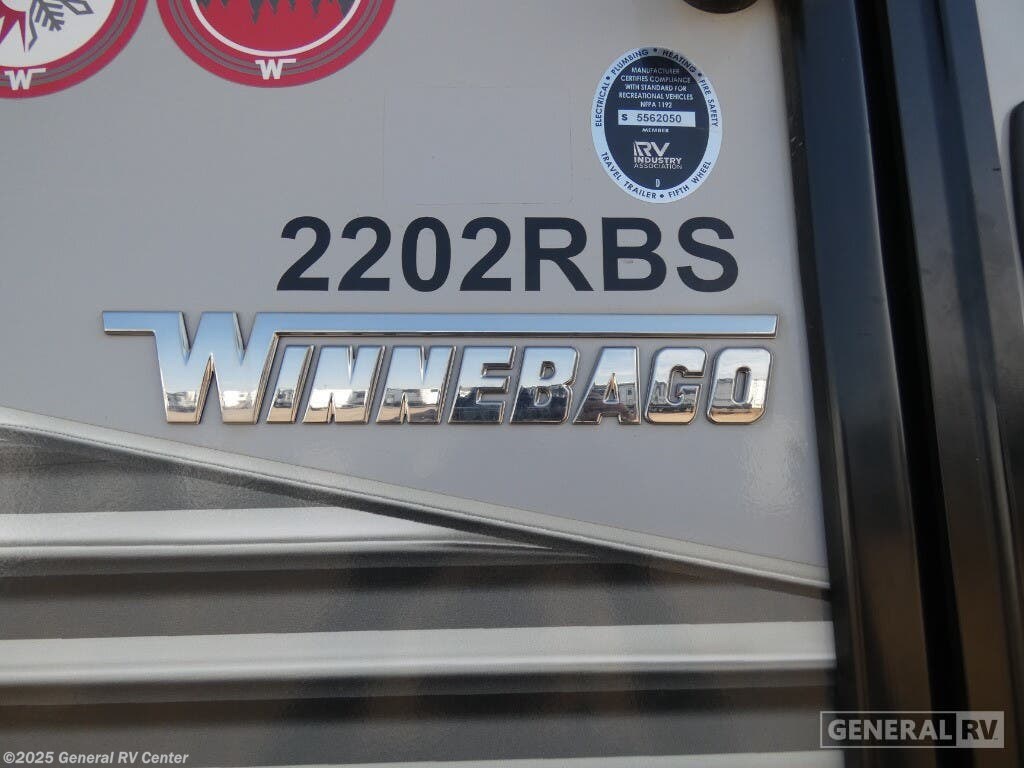 W
W
ELECTRICAL • PLUMBING • HEATING • FIRE SAFETY
MANUFACTURER
CERTIFIES COMPLIANCE
WITH STANDARD FOR
RECREATIONAL VEHICLES
NFPA 1192
S 5562050
MEMBER
RV
INDUSTRY
ASSOCIATION
D
TRAVEL TRAILER • FIFTH WHEEL
2202RBS
WINNEBAGO
GENERAL RV
©2025 General RV Center